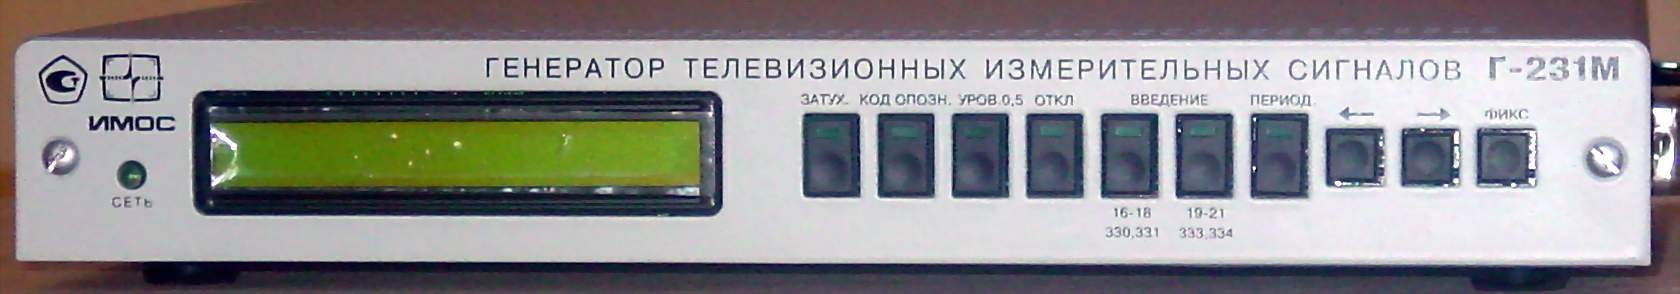 ГЕНЕРАТОР ТЕЛЕВИЗИОННЫХ ИЗМЕРИТЕЛЬНЫХ СИГНАЛОВ Г-231М
ИМОС
СЕТЬ
ЗАТУХ. КОД ОПОЗН. УРОВ.0,5 ОТКЛ ВВЕДЕНИЕ ПЕРИОД. ФИКС
16-18 19-21
330,331 333,334